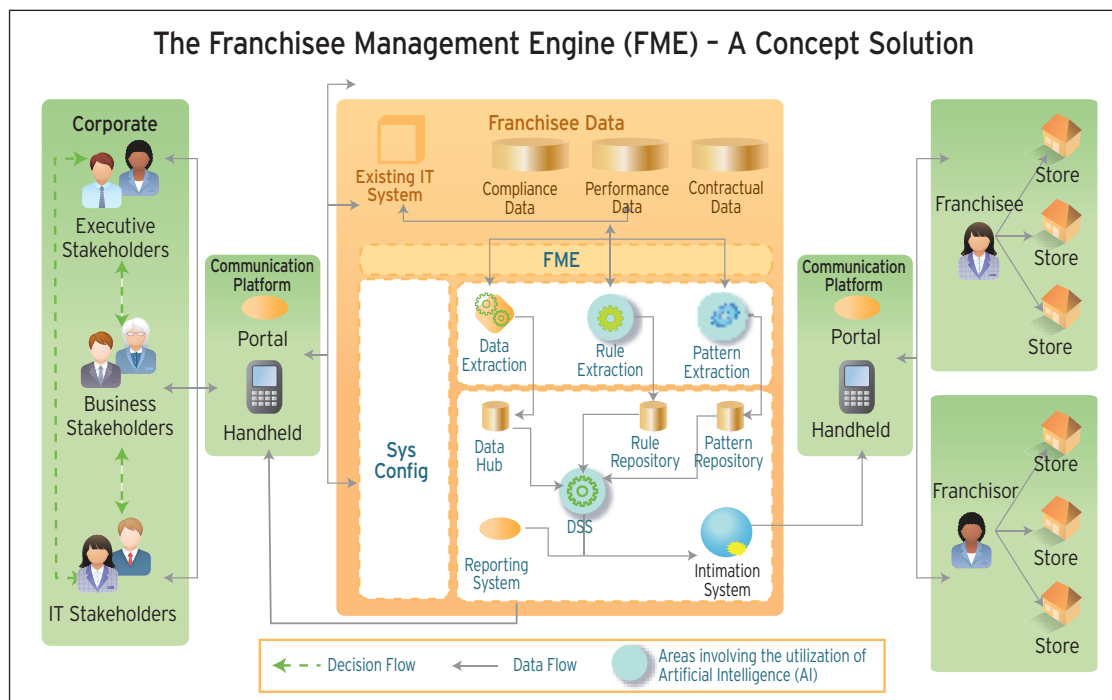 The Franchisee Management Engine (FME) – A Concept Solution
Corporate
Executive
Stakeholders
Business
Stakeholders
IT Stakeholders
Communication
Platform
Portal
Handheld
Franchisee Data
Existing IT
System
Compliance
Data
Performance
Data
Contractual
Data
FME
Sys
Config
Data
Extraction
Rule
Extraction
Pattern
Extraction
Data
Hub
Rule
Repository
Pattern
Repository
DSS
Reporting
System
Intimation
System
Communication
Platform
Portal
Handheld
Franchisee
Store
Store
Store
Franchisor
Store
Store
Store
Decision Flow
Data Flow
Areas involving the utilization of
Artificial Intelligence (AI)